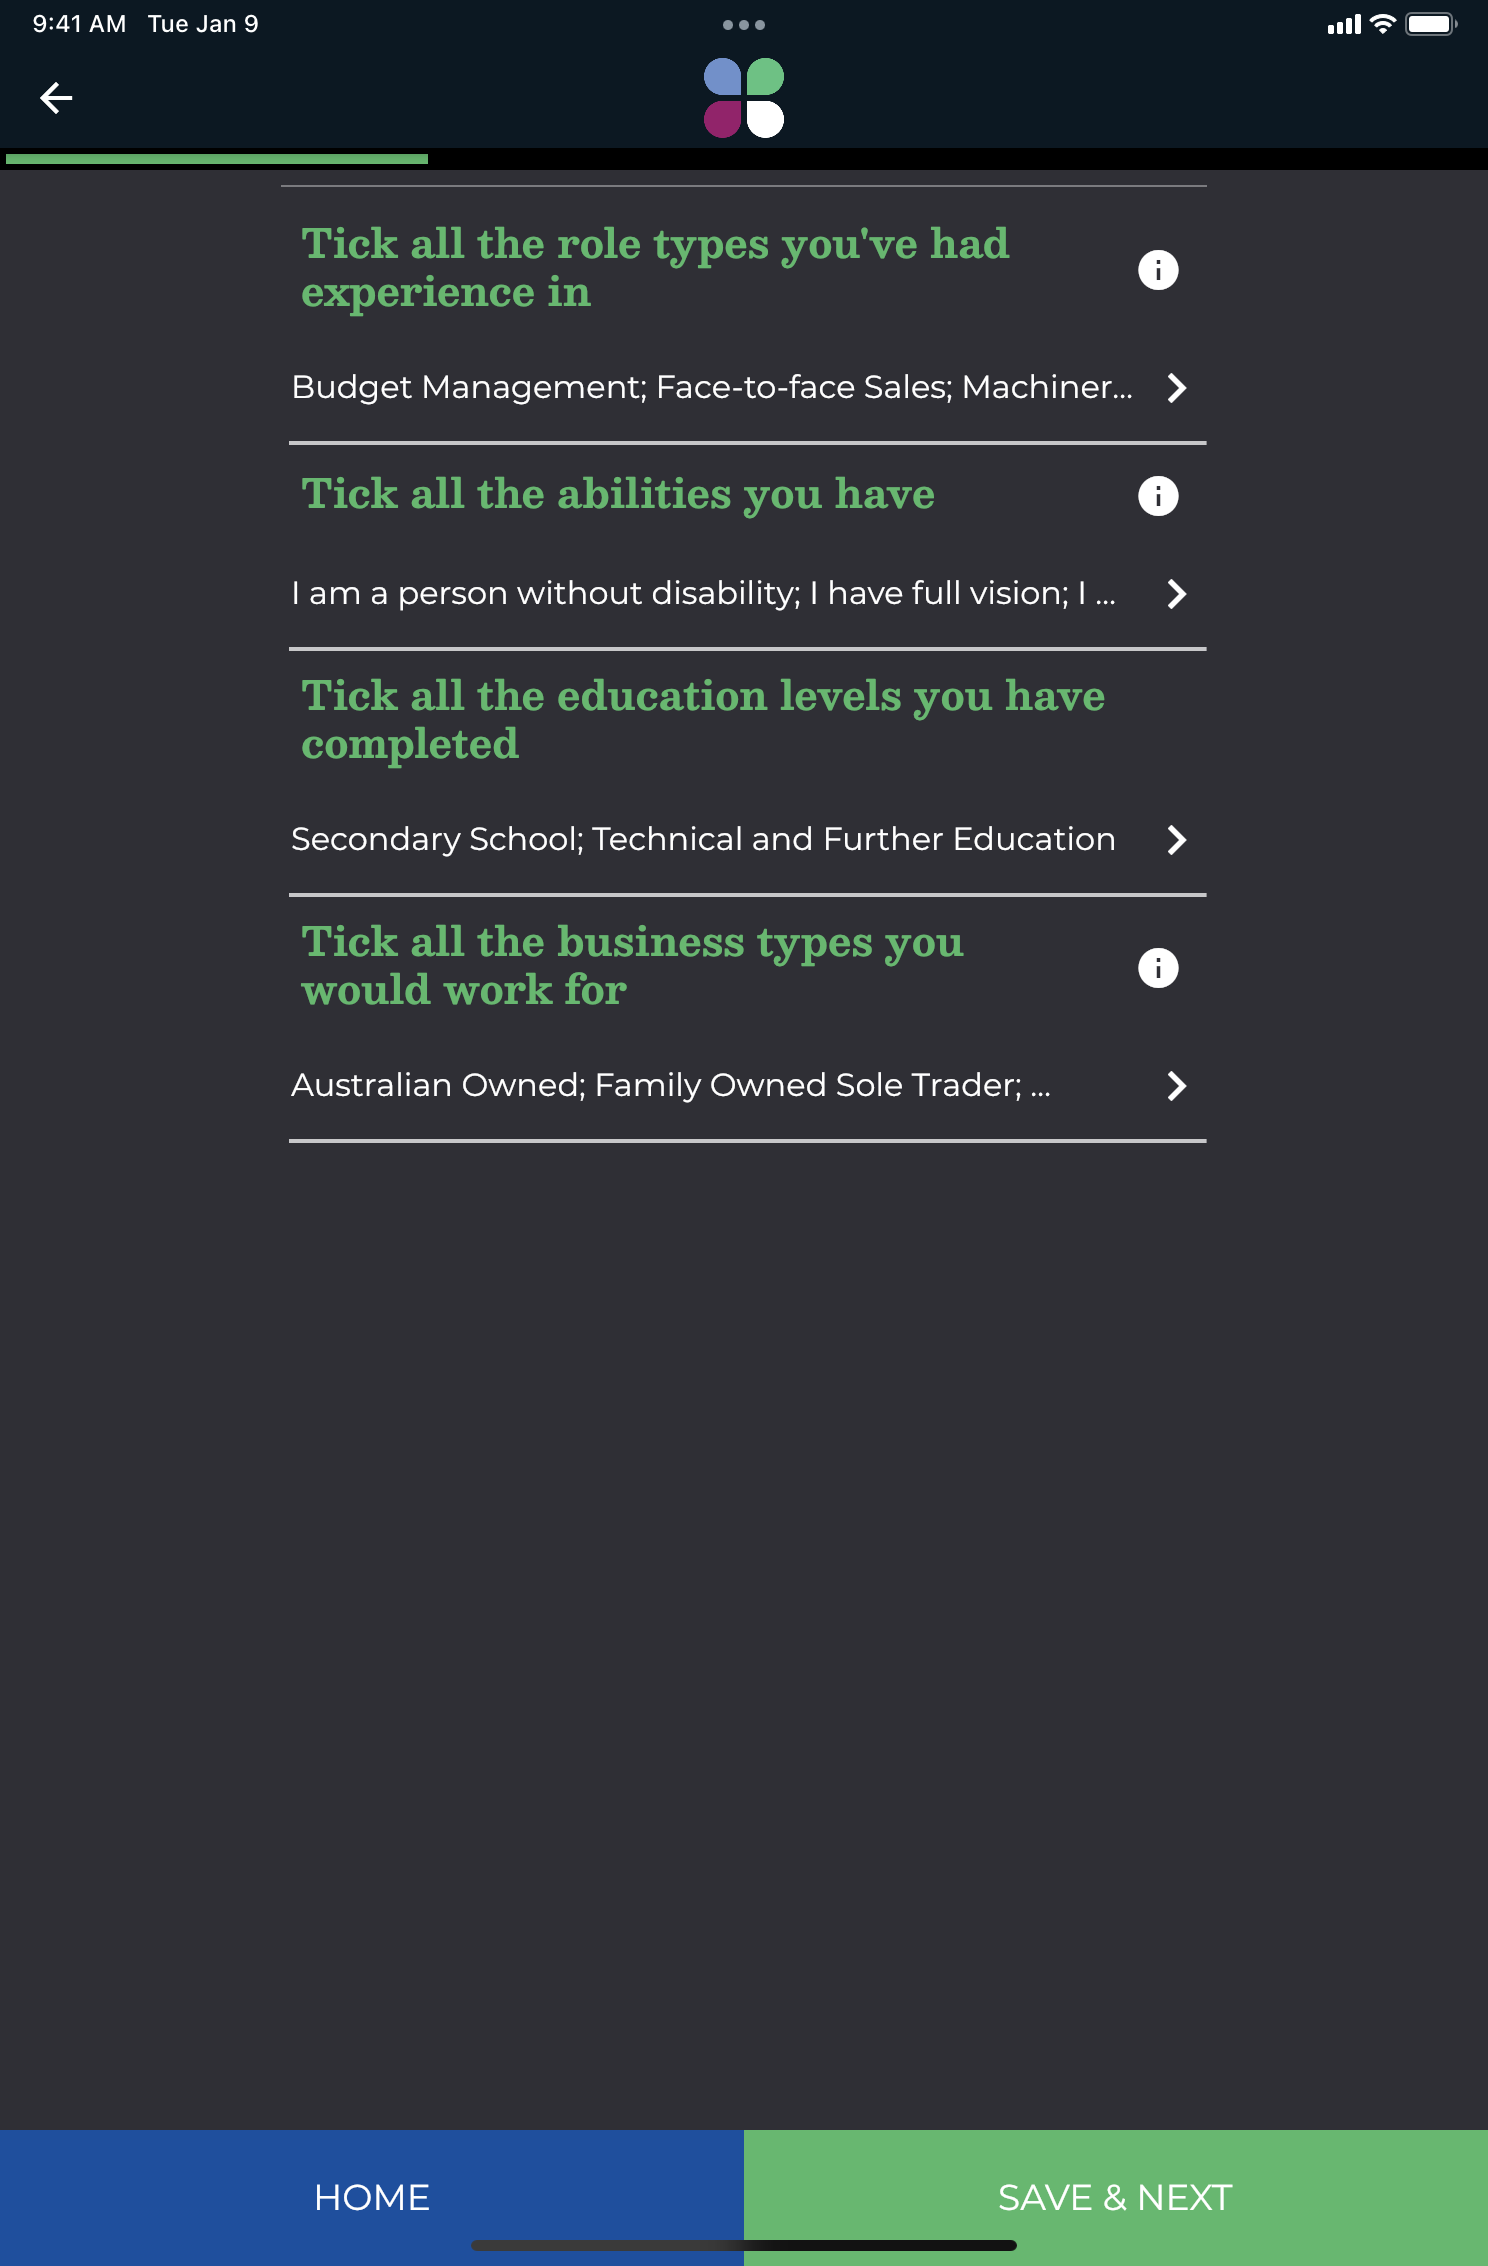 9:41 AM Tue Jan 9
Tick all the role types you've had
experience in
Budget Management; Face-to-face Sales; Machiner...
Tick all the abilities you have
I am a person without disability; I have full vision; I ...
Tick all the education levels you have
completed
Secondary School; Technical and Further Education
Tick all the business types you
would work for
Australian Owned; Family Owned Sole Trader; ...
HOME
SAVE & NEXT